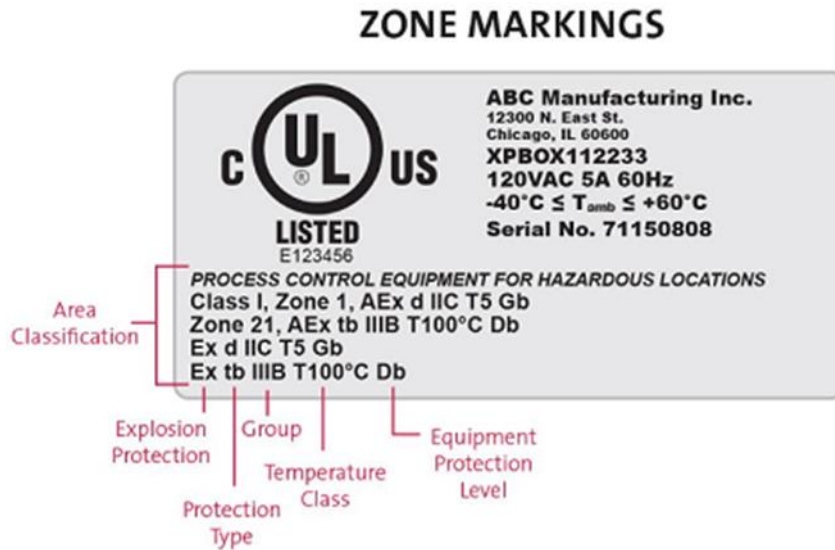 ZONE MARKINGS
C UL ® US
LISTED
E123456
ABC Manufacturing Inc.
12300 N. East St.
Chicago, IL 60600
XPBOX112233
120VAC 5A 60Hz
-40°C ≤ Tamb ≤ +60°C
Serial No. 71150808
PROCESS CONTROL EQUIPMENT FOR HAZARDOUS LOCATIONS
Class I, Zone 1, AEx d IIC T5 Gb
Zone 21, AEx tb IIIB T100°C Db
Ex d IIC T5 Gb
Ex tb IIIB T100°C Db
Area
Classification
Explosion
Protection
Protection
Type
Group
Temperature
Class
Equipment
Protection
Level